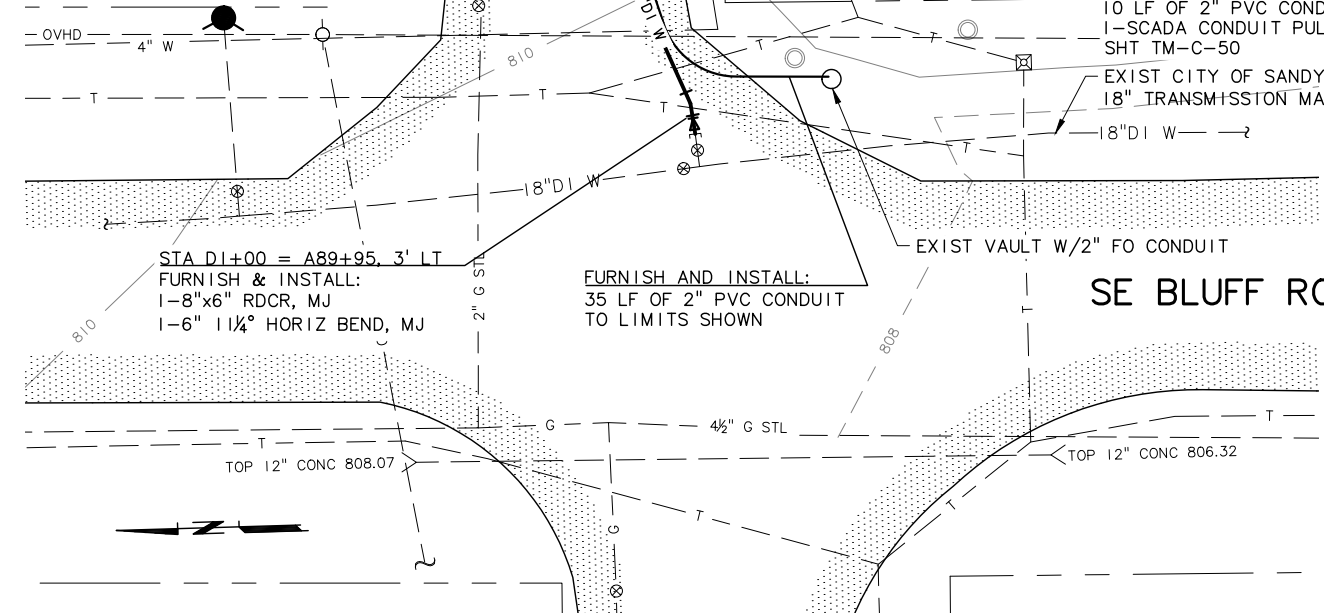 OVHD
4" W
DI W
810
T
T
T
T
T
T
10 LF OF 2" PVC COND
1-SCADA CONDUIT PUL
SHT TM-C-50
EXIST CITY OF SANDY
18" TRANSMISSION MA
18"DI W
18"DI W
STA D1+00 = A89+95, 3' LT
FURNISH & INSTALL:
1-8"x6" RDCR, MJ
1-6" 11¼° HORIZ BEND, MJ
2" G STL
FURNISH AND INSTALL:
35 LF OF 2" PVC CONDUIT
TO LIMITS SHOWN
EXIST VAULT W/2" FO CONDUIT
SE BLUFF RO
810
808
T
G
4½" G STL
T
T
TOP 12" CONC 808.07
TOP 12" CONC 806.32
G
T
T
N